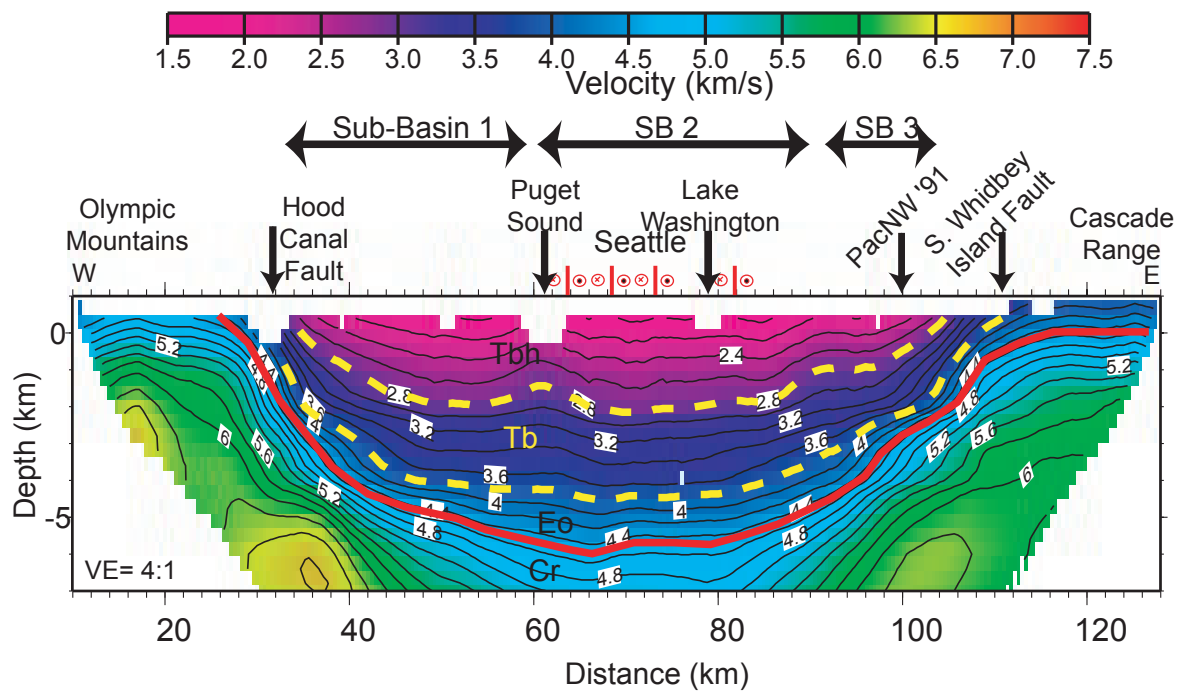 1.5 2.0 2.5 3.0 3.5 4.0 4.5 5.0 5.5 6.0 6.5 7.0 7.5
Velocity (km/s)
Sub-Basin 1 SB 2 SB 3
Olympic
Mountains
W
Hood
Canal
Fault
Puget
Sound
Seattle
Lake
Washington
PacNW '91
S. Whidbey
Island Fault
Cascade
Range
E
0
-5
Depth (km)
5.2
4.8
3.6
4
6
5.6
5.2
4.8
2.8
3.2
3.6
4
Tbh
2.8
Tb
3.2
Eo
4.4
Cr
4.8
2.4
2.8
3.2
3.6
4
4
4.4
4.8
4.8
5.2
5.6
6
5.2
VE= 4:1
20 40 60 80 100 120
Distance (km)